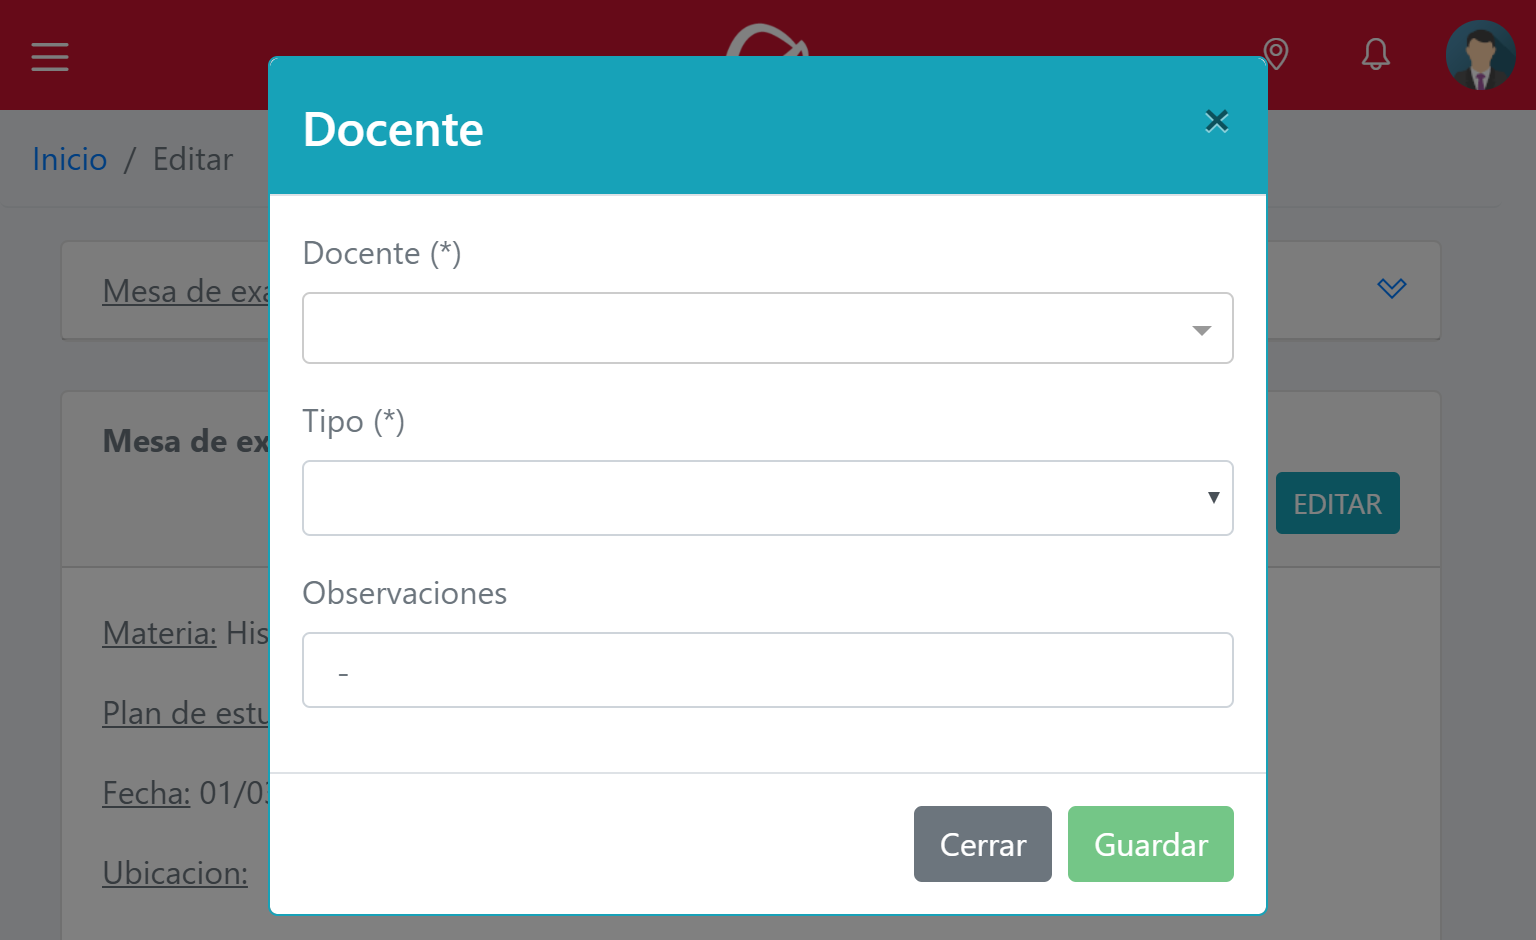 Docente
×
Inicio / Editar
Docente (*)
Mesa de exa
Tipo (*)
Mesa de ex
EDITAR
Observaciones
Materia: His
-
Plan de estu
Fecha: 01/03
Cerrar
Guardar
Ubicacion: